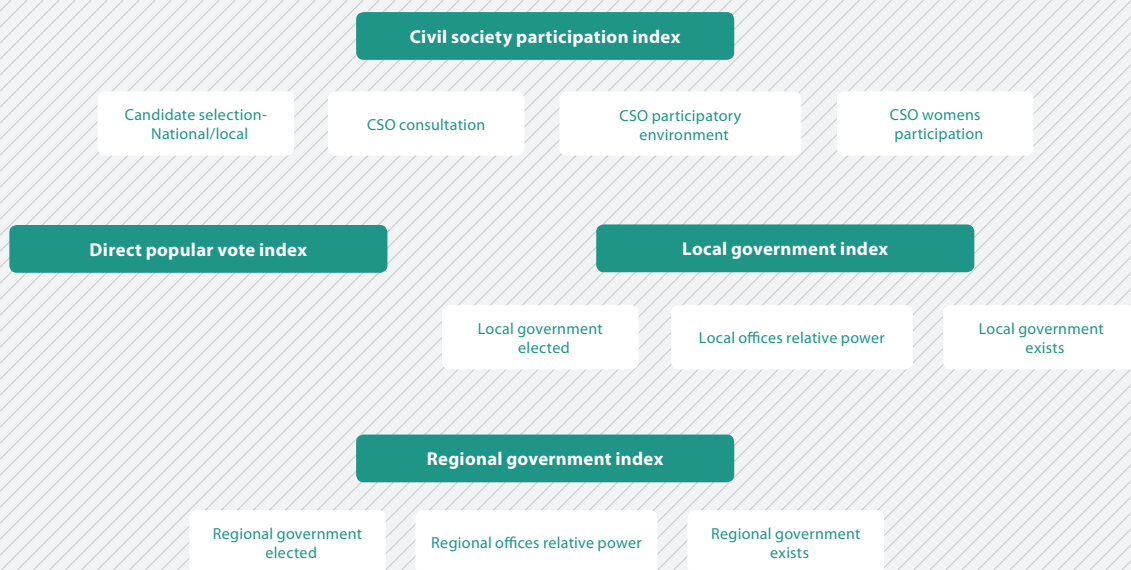 Civil society participation index
Candidate selection-
National/local
CSO consultation
CSO participatory
environment
CSO womens
participation
Direct popular vote index
Local government index
Local government
elected
Local offices relative power
Local government
exists
Regional government index
Regional government
elected
Regional offices relative power
Regional government
exists